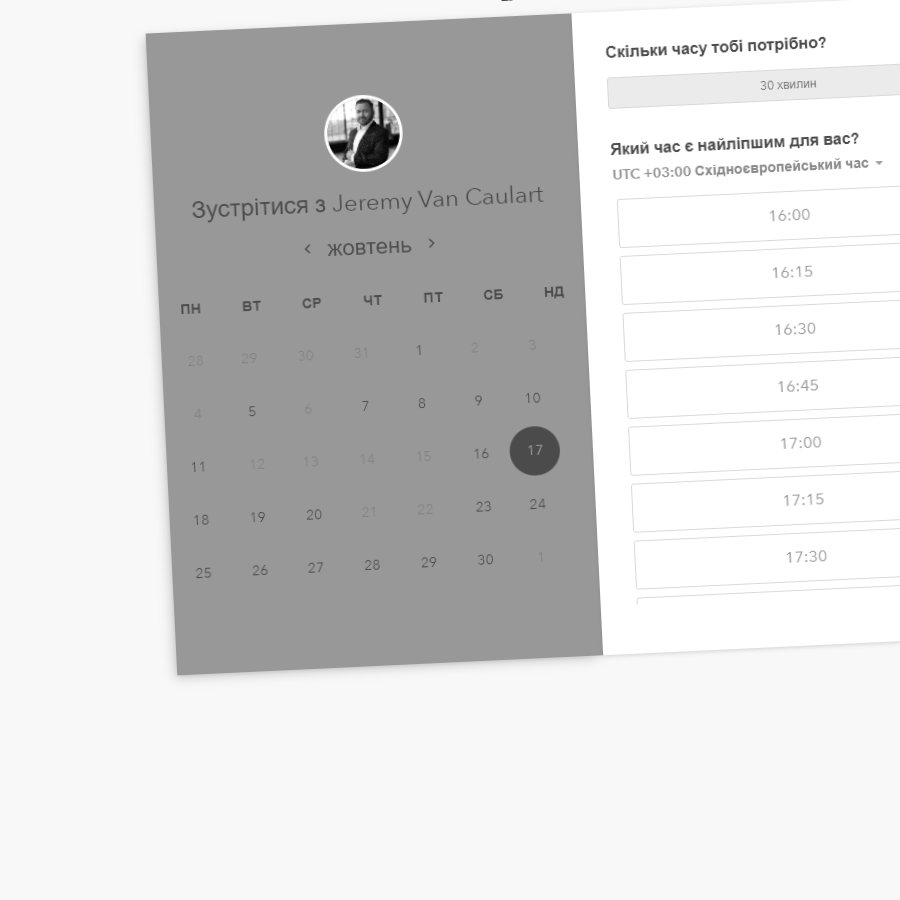 Зустрітися з Jeremy Van Caulart
‹ жовтень ›
ПН ВТ СР ЧТ ПТ СБ НД
28 29 30 31 1 2 3
4 5 6 7 8 9 10
11 12 13 14 15 16 17
18 19 20 21 22 23 24
25 26 27 28 29 30 1
Скільки часу тобі потрібно?
30 хвилин
Який час є найліпшим для вас?
UTC +03:00 Східноєвропейський час
16:00
16:15
16:30
16:45
17:00
17:15
17:30